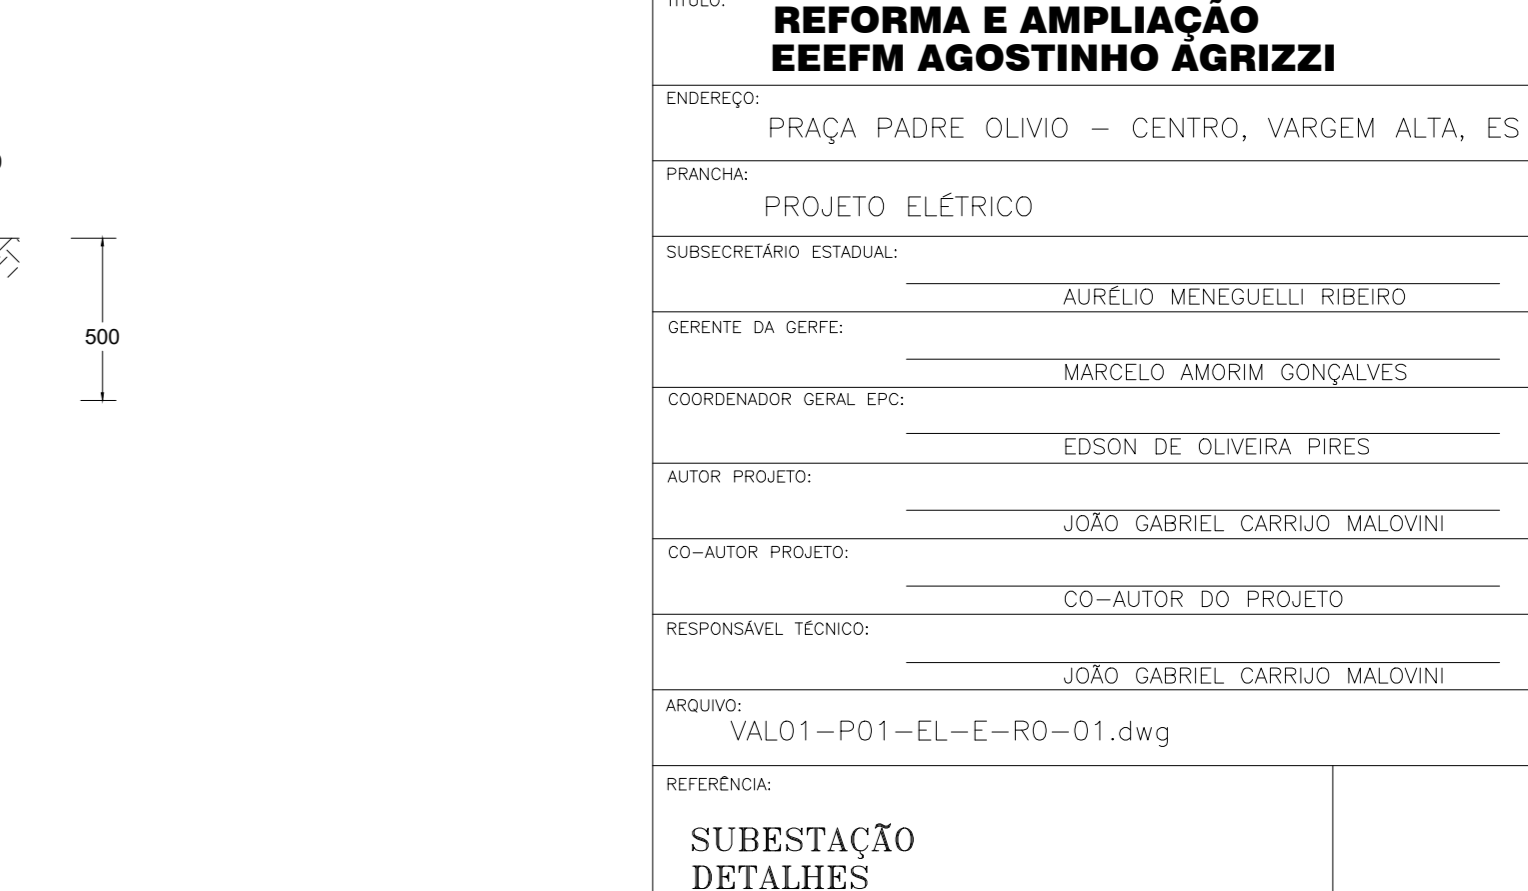 TÍTULO:
REFORMA E AMPLIAÇÃO
EEEFM AGOSTINHO AGRIZZI
ENDEREÇO:
PRAÇA PADRE OLIVIO – CENTRO, VARGEM ALTA, ES
PRANCHA:
PROJETO ELÉTRICO
SUBSECRETÁRIO ESTADUAL:
AURÉLIO MENEGUELLI RIBEIRO
500
GERENTE DA GERFE:
MARCELO AMORIM GONÇALVES
COORDENADOR GERAL EPC:
EDSON DE OLIVEIRA PIRES
AUTOR PROJETO:
JOÃO GABRIEL CARRIJO MALOVINI
CO–AUTOR PROJETO:
CO–AUTOR DO PROJETO
RESPONSÁVEL TÉCNICO:
JOÃO GABRIEL CARRIJO MALOVINI
ARQUIVO:
VAL01–P01–EL–E–R0–01.dwg
REFERÊNCIA:
SUBESTAÇÃO
DETALHES